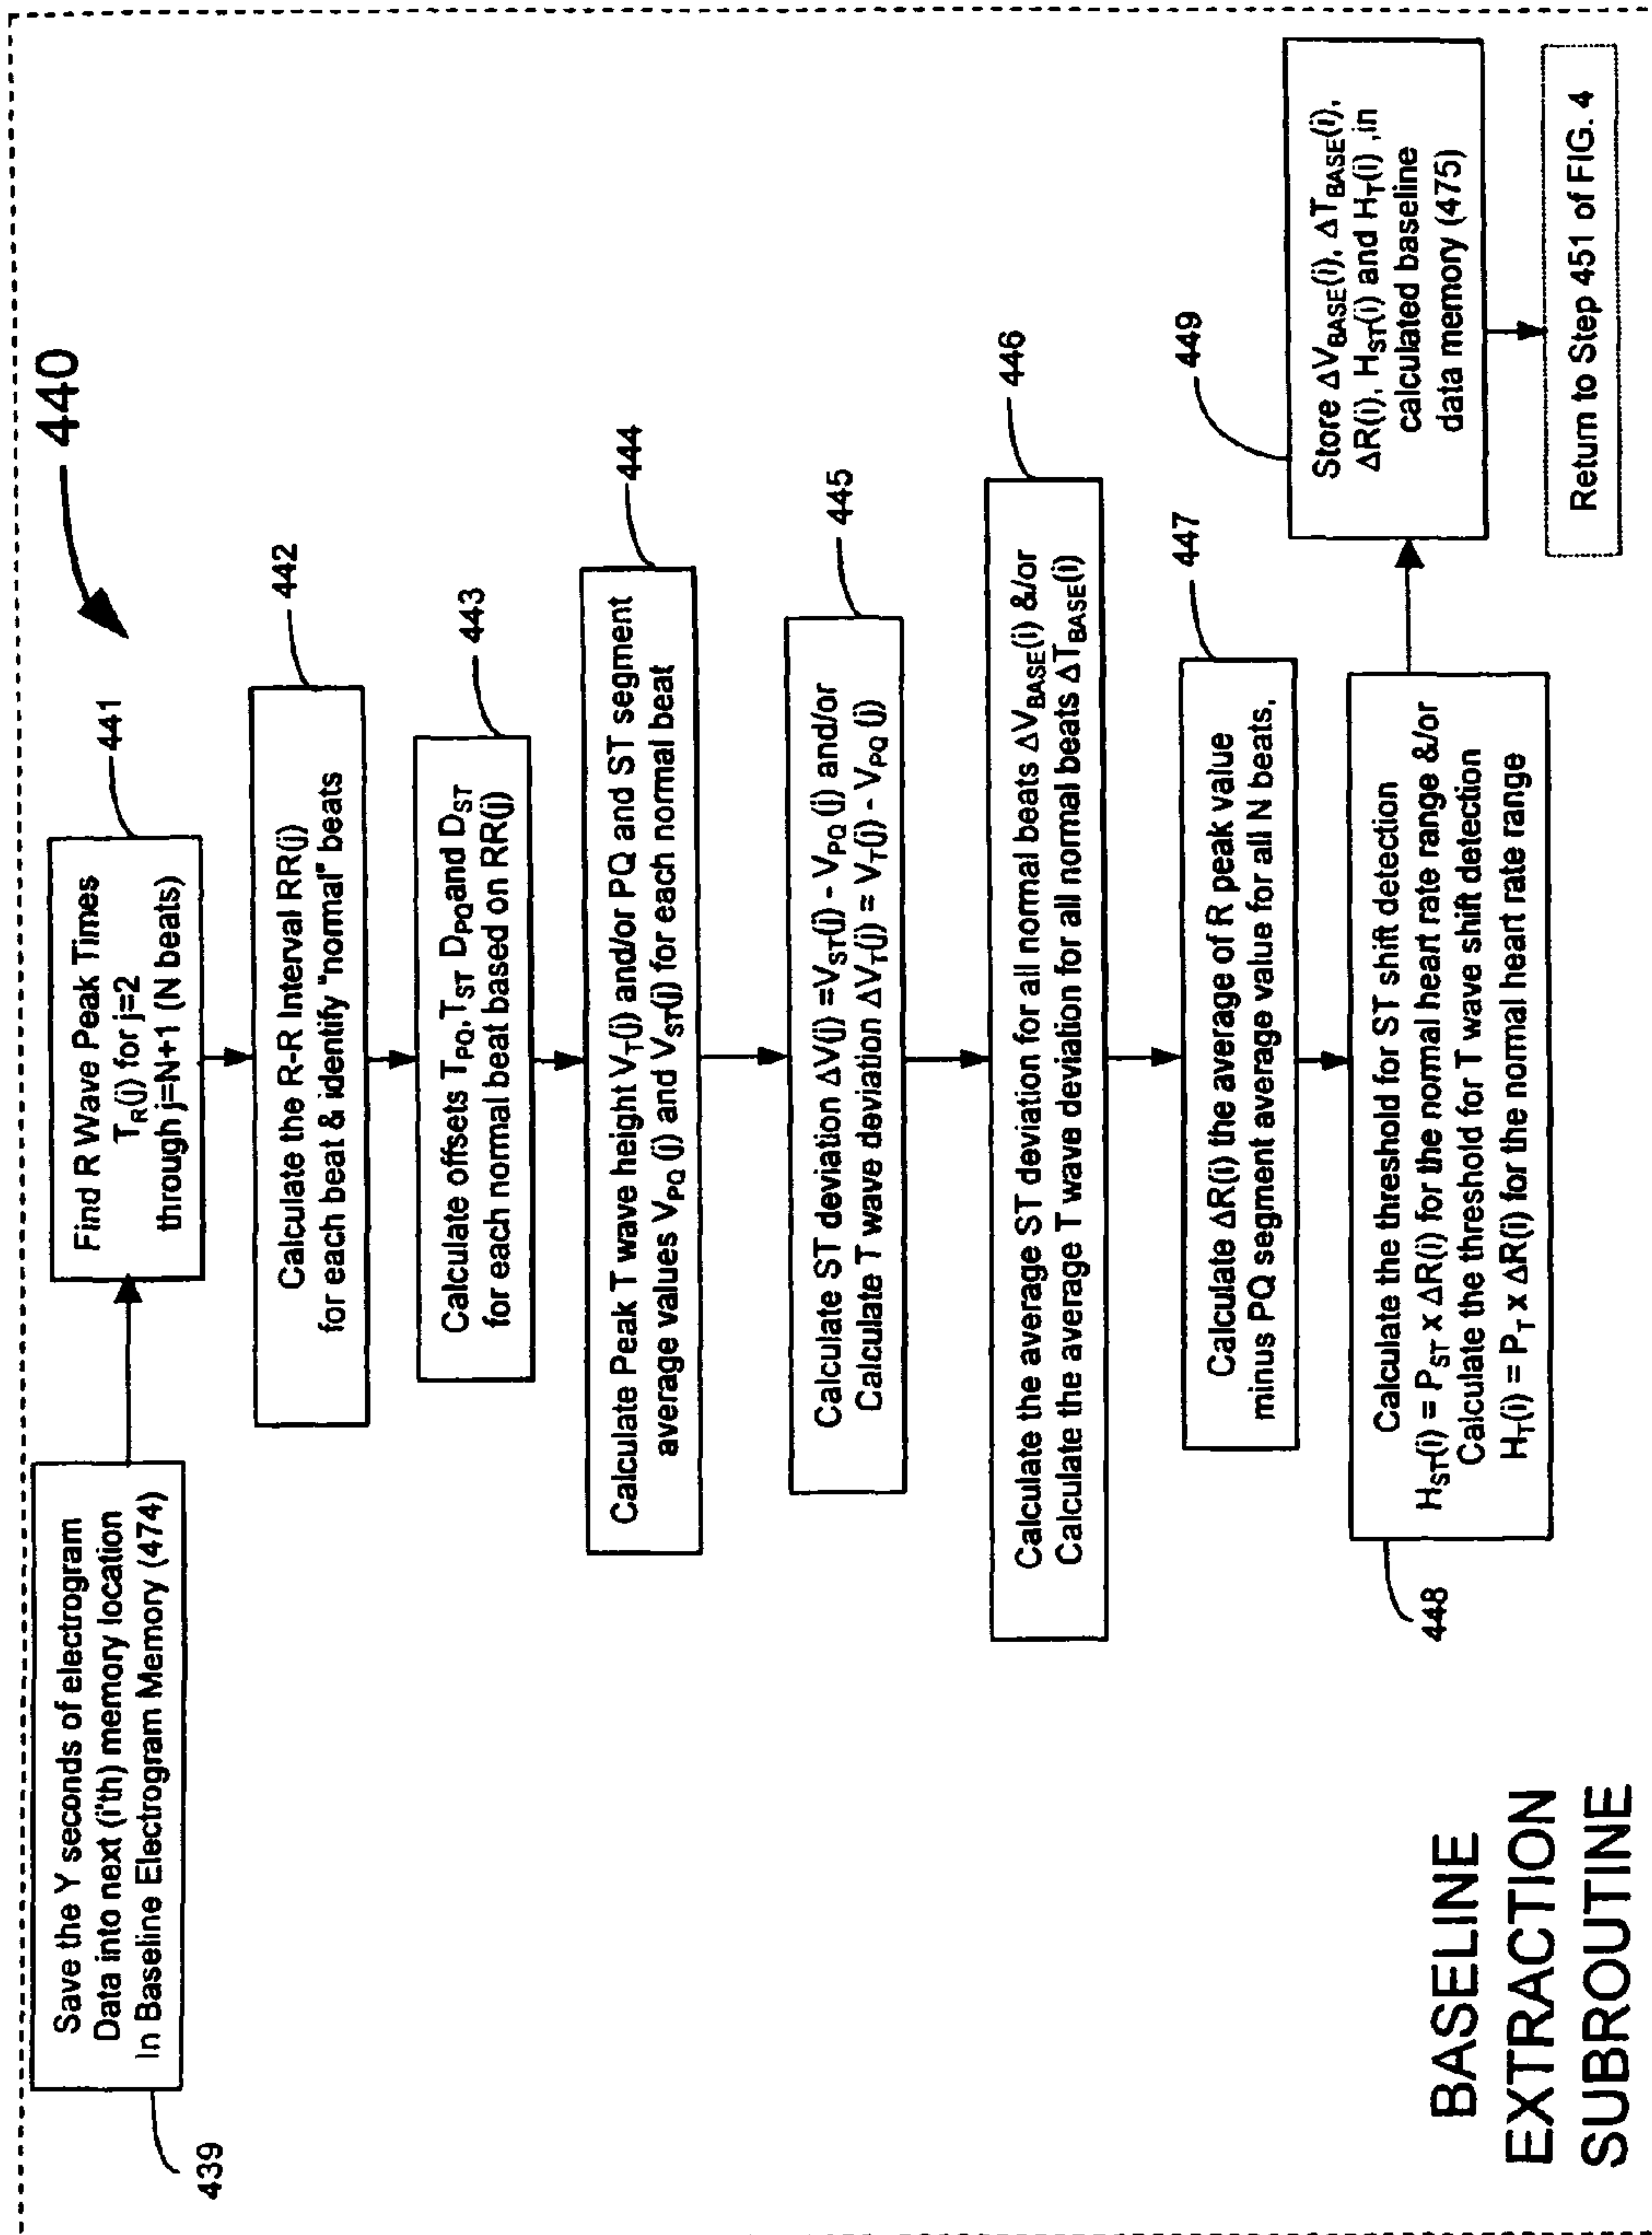 440
Save the Y seconds of electrogram
Data into next (i'th) memory location
In Baseline Electrogram Memory (474)
439
Find R Wave Peak Times
T_R(j) for j=2
through j=N+1 (N beats)
441
Calculate the R-R Interval RR(j)
for each beat & identify "normal" beats
442
Calculate offsets T_PQ, T_ST D_PQ and D_ST
for each normal beat based on RR(j)
443
Calculate Peak T wave height V_T(j) and/or PQ and ST segment
average values V_PQ (j) and V_ST(j) for each normal beat
444
Calculate ST deviation ΔV(j) =V_ST(j) - V_PQ (j) and/or
Calculate T wave deviation ΔV_T(j) = V_T(j) - V_PQ (j)
445
Calculate the average ST deviation for all normal beats ΔV_BASE(i) &/or
Calculate the average T wave deviation for all normal beats ΔT_BASE(i)
446
Calculate ΔR(i) the average of R peak value
minus PQ segment average value for all N beats,
447
Calculate the threshold for ST shift detection
H_ST(i) = P_ST x ΔR(i) for the normal heart rate range &/or
Calculate the threshold for T wave shift detection
H_T(i) = P_T x ΔR(i) for the normal heart rate range
448
Store ΔV_BASE(i), ΔT_BASE(i),
ΔR(i), H_ST(i) and H_T(i) ,in
calculated baseline
data memory (475)
449
Return to Step 451 of FIG. 4
BASELINE
EXTRACTION
SUBROUTINE